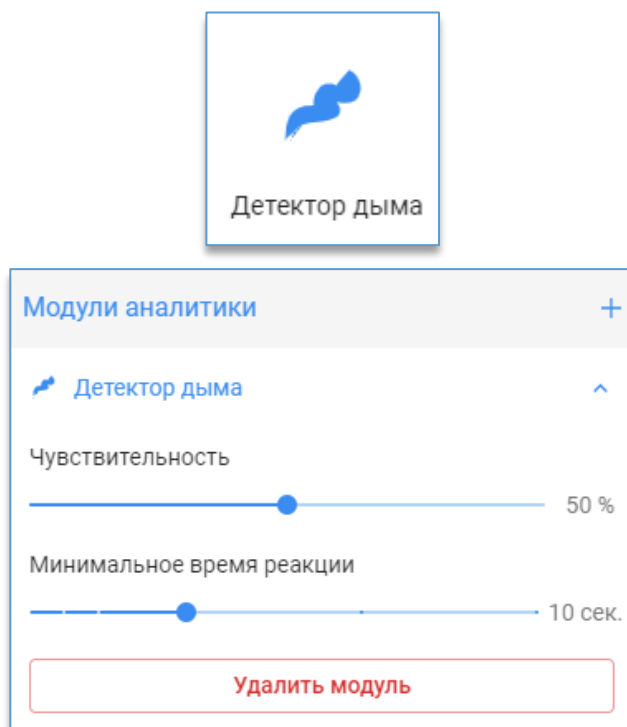 Детектор дыма
Модули аналитики +
Детектор дыма
Чувствительность
50 %
Минимальное время реакции
10 сек.
Удалить модуль